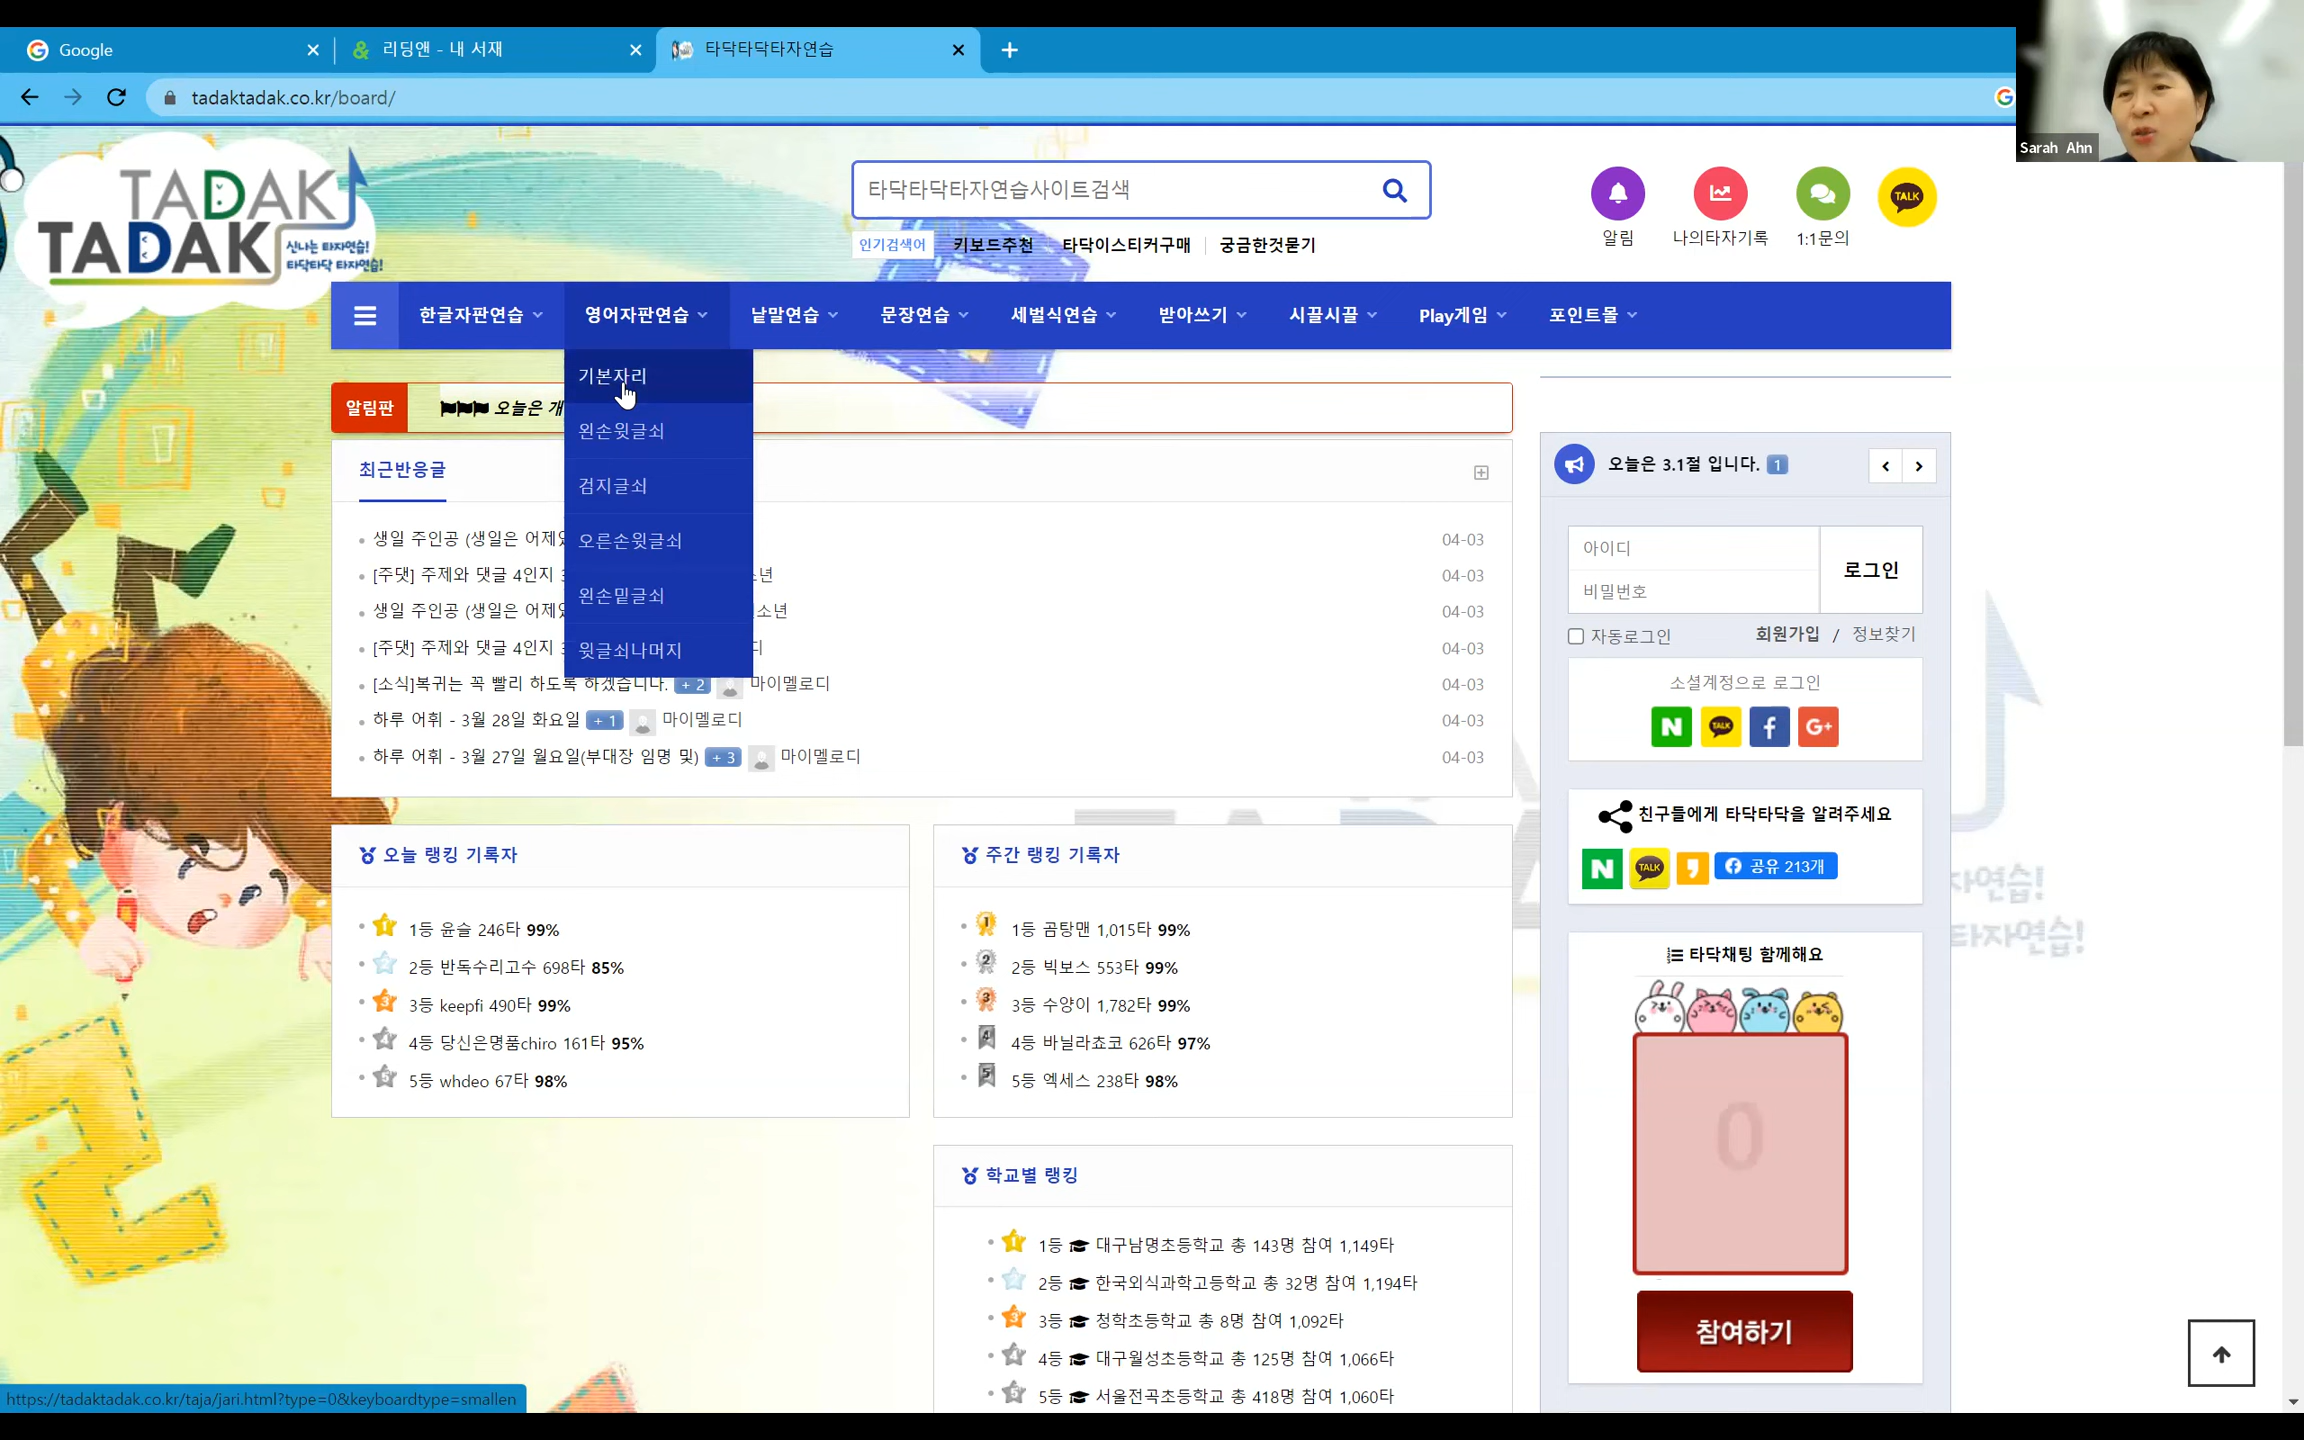 Google
리딩앤 - 내 서재
타닥타닥타자연습
tadaktadak.co.kr/board/
Sarah Ahn
TADAK
TADAK
신나는 타자연습!
타닥타닥 타자연습!
타닥타닥타자연습사이트검색
인기검색어 키보드추천 타닥이스티커구매 궁금한것묻기
알림 나의타자기록 1:1문의
TALK
한글자판연습 영어자판연습 낱말연습 문장연습 세벌식연습 받아쓰기 시끌시끌 Play게임 포인트몰
기본자리
왼손윗글쇠
검지글쇠
오른손윗글쇠
왼손밑글쇠
윗글쇠나머지
알림판 오늘은 개
최근반응글
생일 주인공 (생일은 어제 04-03
[주댓] 주제와 댓글 4인지 년 04-03
생일 주인공 (생일은 어제 소년 04-03
[주댓] 주제와 댓글 4인지 디 04-03
[소식]복귀는 꼭 빨리 하도록 하겠습니다. + 2 마이멜로디 04-03
하루 어휘 - 3월 28일 화요일 + 1 마이멜로디 04-03
하루 어휘 - 3월 27일 월요일(부대장 임명 및) + 3 마이멜로디 04-03
오늘 랭킹 기록자
1등 윤슬 246타 99%
2등 반독수리고수 698타 85%
3등 keepfi 490타 99%
4등 당신은명품chiro 161타 95%
5등 whdeo 67타 98%
주간 랭킹 기록자
1등 곰탕맨 1,015타 99%
2등 빅보스 553타 99%
3등 수양이 1,782타 99%
4등 바닐라쵸코 626타 97%
5등 엑세스 238타 98%
학교별 랭킹
1등 대구남명초등학교 총 143명 참여 1,149타
2등 한국외식과학고등학교 총 32명 참여 1,194타
3등 청학초등학교 총 8명 참여 1,092타
4등 대구월성초등학교 총 125명 참여 1,066타
5등 서울전곡초등학교 총 418명 참여 1,060타
오늘은 3.1절 입니다. 1
아이디
비밀번호
로그인
자동로그인 회원가입 / 정보찾기
소셜계정으로 로그인
N TALK f G+
친구들에게 타닥타닥을 알려주세요
N TALK 공유 213개
타닥채팅 함께해요
0
참여하기
자연습!
타자연습!
https://tadaktadak.co.kr/taja/jari.html?type=0&keyboardtype=smallen